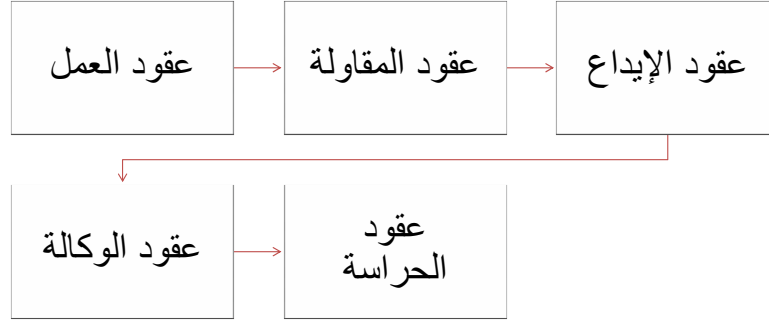 عقود العمل
عقود المقاولة
عقود الإيداع
عقود الوكالة
عقود
الحراسة